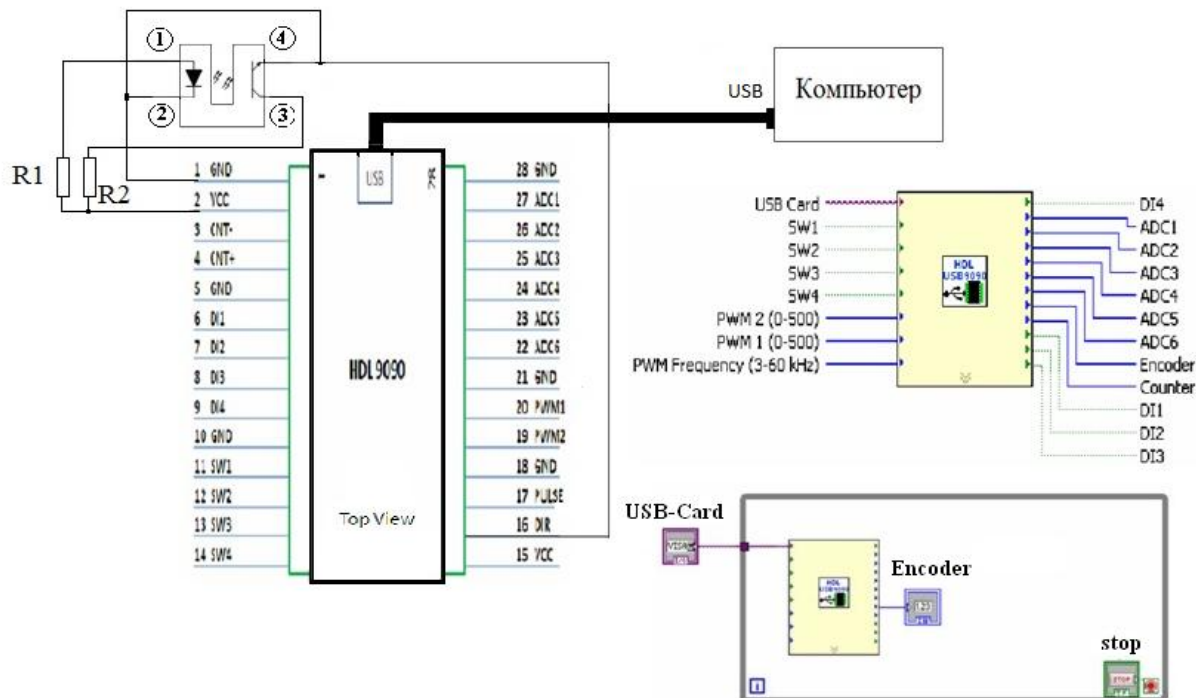 ① ④
② ③
R1
R2
USB
Компьютер
USB
1 GND
2 VCC
3 CNT-
4 CNT+
5 GND
6 DI1
7 DI2
8 DI3
9 DI4
10 GND
11 SW1
12 SW2
13 SW3
14 SW4
HDL9090
Top View
28 GND
27 ADC1
26 ADC2
25 ADC3
24 ADC4
23 ADC5
22 ADC6
21 GND
20 PWM1
19 PWM2
18 GND
17 PULSE
16 DIR
15 VCC
USB Card
SW1
SW2
SW3
SW4
PWM 2 (0-500)
PWM 1 (0-500)
PWM Frequency (3-60 kHz)
HDL
USB9090
DI4
ADC1
ADC2
ADC3
ADC4
ADC5
ADC6
Encoder
Counter
DI1
DI2
DI3
USB-Card
HDL
USB9090
Encoder
123
stop
STOP
i